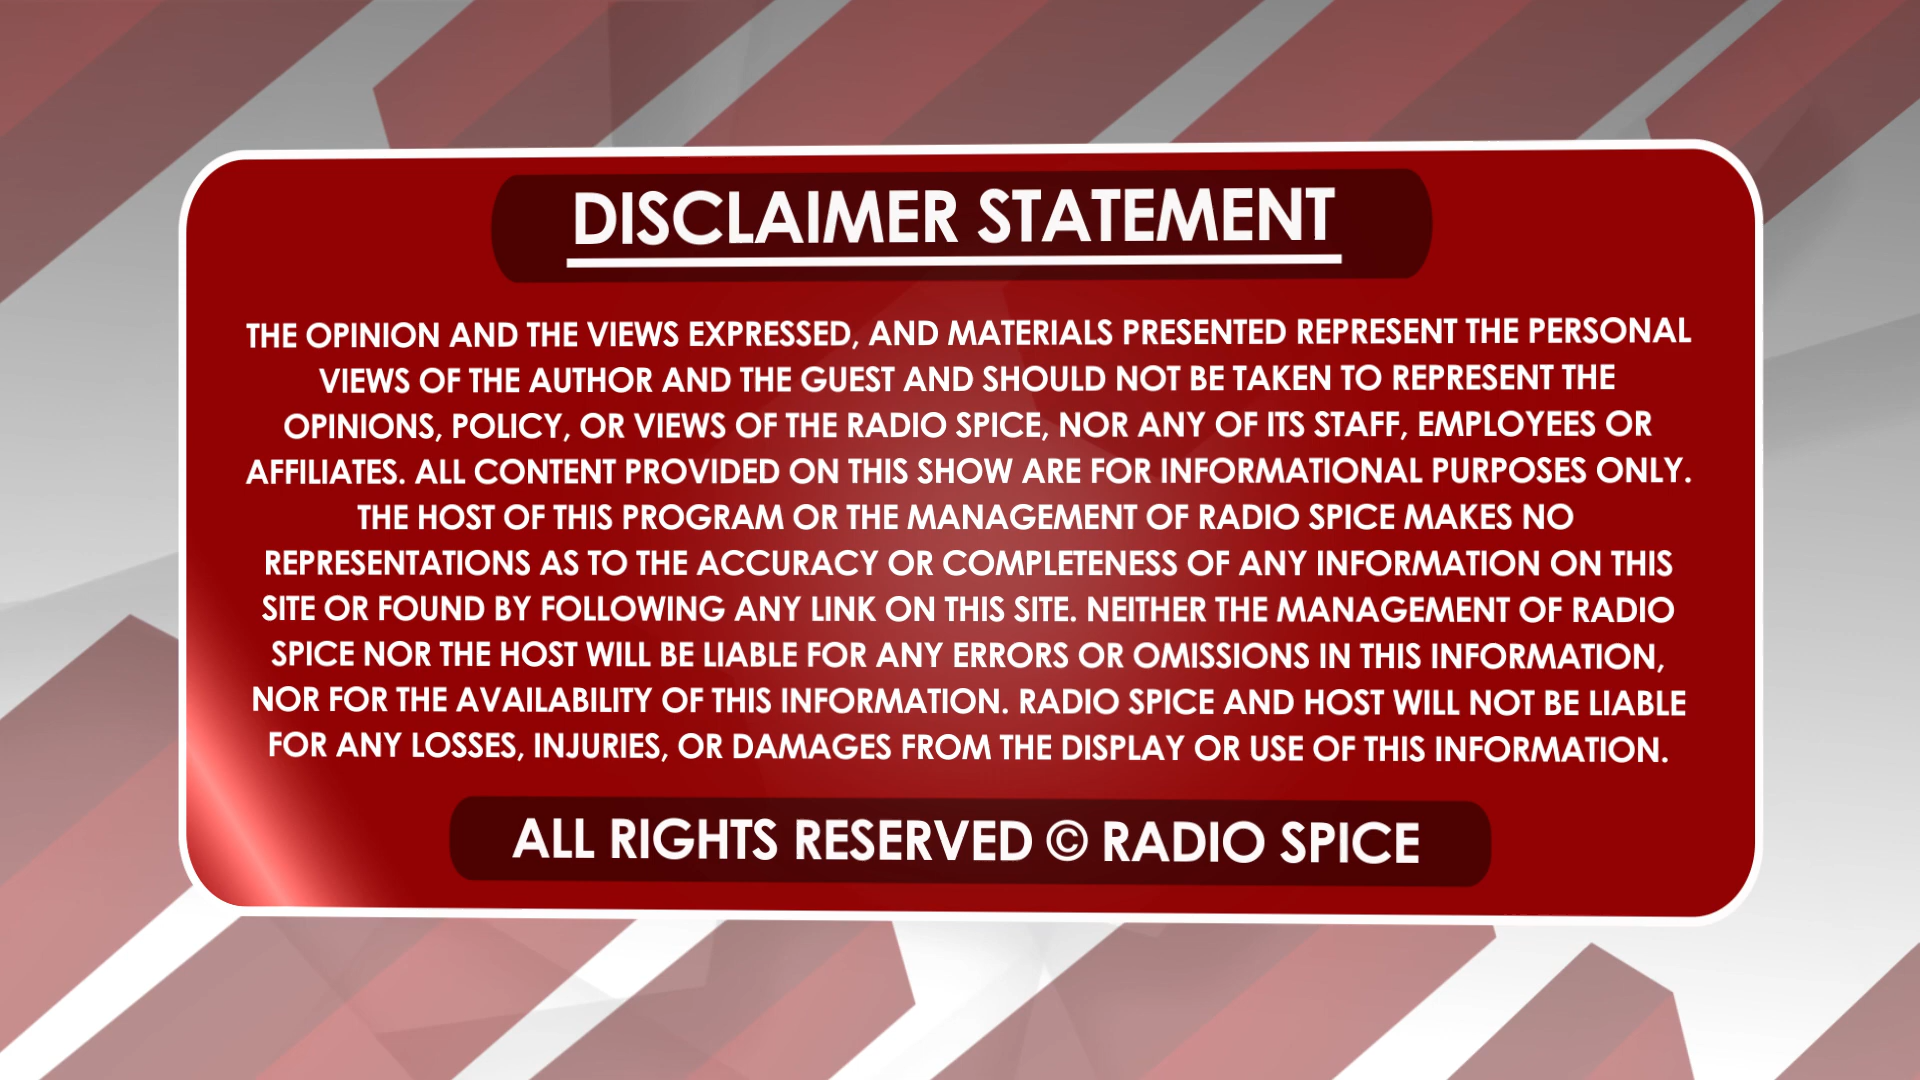 DISCLAIMER STATEMENT
THE OPINION AND THE VIEWS EXPRESSED, AND MATERIALS PRESENTED REPRESENT THE PERSONAL
VIEWS OF THE AUTHOR AND THE GUEST AND SHOULD NOT BE TAKEN TO REPRESENT THE
OPINIONS, POLICY, OR VIEWS OF THE RADIO SPICE, NOR ANY OF ITS STAFF, EMPLOYEES OR
AFFILIATES. ALL CONTENT PROVIDED ON THIS SHOW ARE FOR INFORMATIONAL PURPOSES ONLY.
THE HOST OF THIS PROGRAM OR THE MANAGEMENT OF RADIO SPICE MAKES NO
REPRESENTATIONS AS TO THE ACCURACY OR COMPLETENESS OF ANY INFORMATION ON THIS
SITE OR FOUND BY FOLLOWING ANY LINK ON THIS SITE. NEITHER THE MANAGEMENT OF RADIO
SPICE NOR THE HOST WILL BE LIABLE FOR ANY ERRORS OR OMISSIONS IN THIS INFORMATION,
NOR FOR THE AVAILABILITY OF THIS INFORMATION. RADIO SPICE AND HOST WILL NOT BE LIABLE
FOR ANY LOSSES, INJURIES, OR DAMAGES FROM THE DISPLAY OR USE OF THIS INFORMATION.
ALL RIGHTS RESERVED © RADIO SPICE